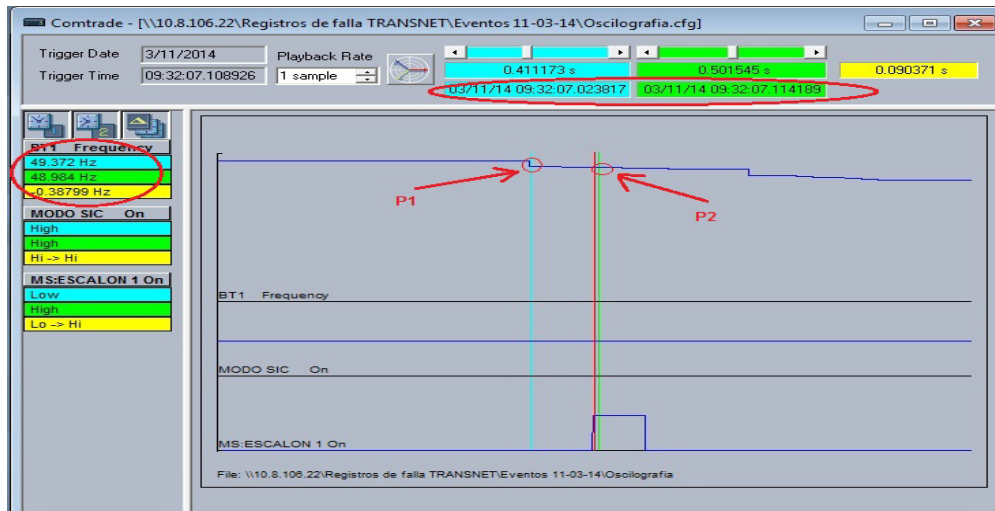 Comtrade - [\\10.8.106.22\Registros de falla TRANSNET\Eventos 11-03-14\Oscilografia.cfg]
Trigger Date 3/11/2014 Playback Rate
Trigger Time 09:32:07.108926 1 sample
0.411173 s 0.501545 s 0.090371 s
03/11/14 09:32:07.023817 03/11/14 09:32:07.114189
1 2
BT1 Frequency
49.372 Hz
48.984 Hz
-0.38799 Hz
MODO SIC On
High
High
Hi -> Hi
MS:ESCALON 1 On
Low
High
Lo -> Hi
P1
P2
BT1 Frequency
MODO SIC On
MS:ESCALON 1 On
File: \\10.8.106.22\Registros de falla TRANSNET\Eventos 11-03-14\Oscilografia